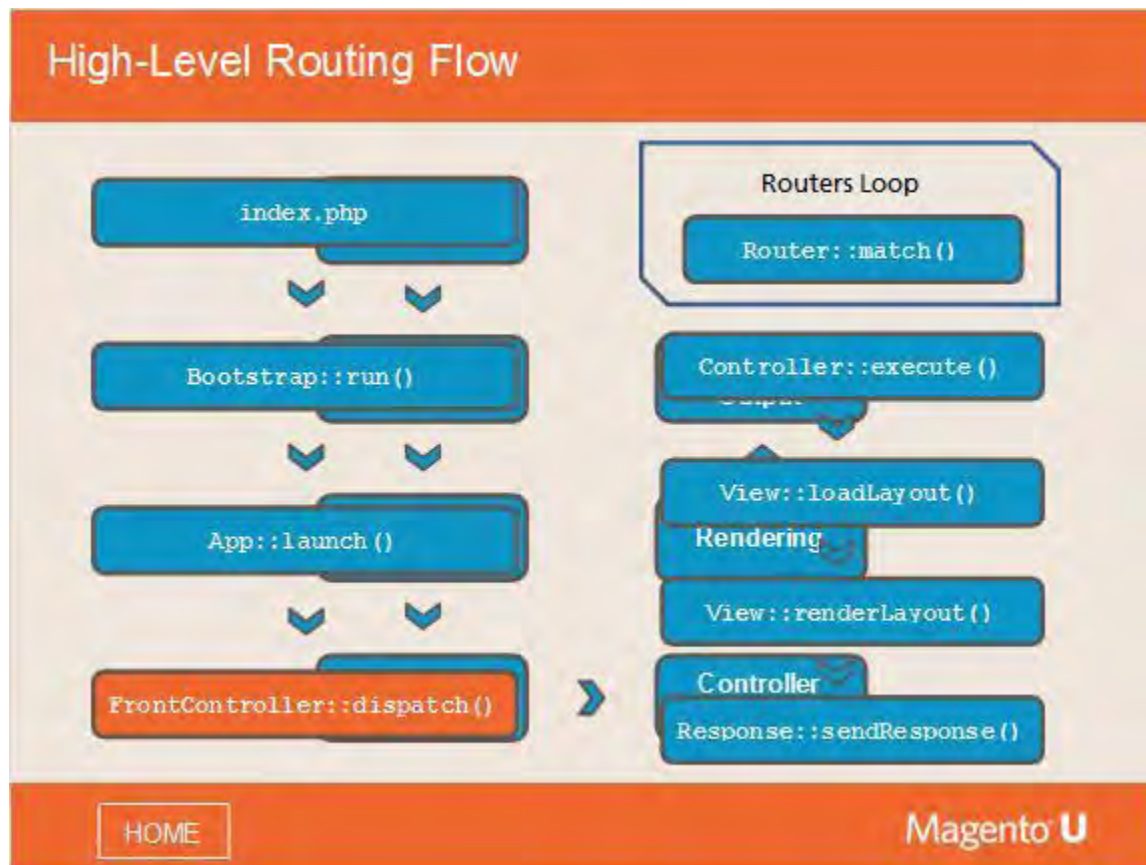 High-Level Routing Flow
index.php
Bootstrap::run()
App::launch()
FrontController::dispatch()
Routers Loop
Router::match()
Controller::execute()
View::loadLayout()
Rendering
View::renderLayout()
Controller
Response::sendResponse()
HOME
Magento U